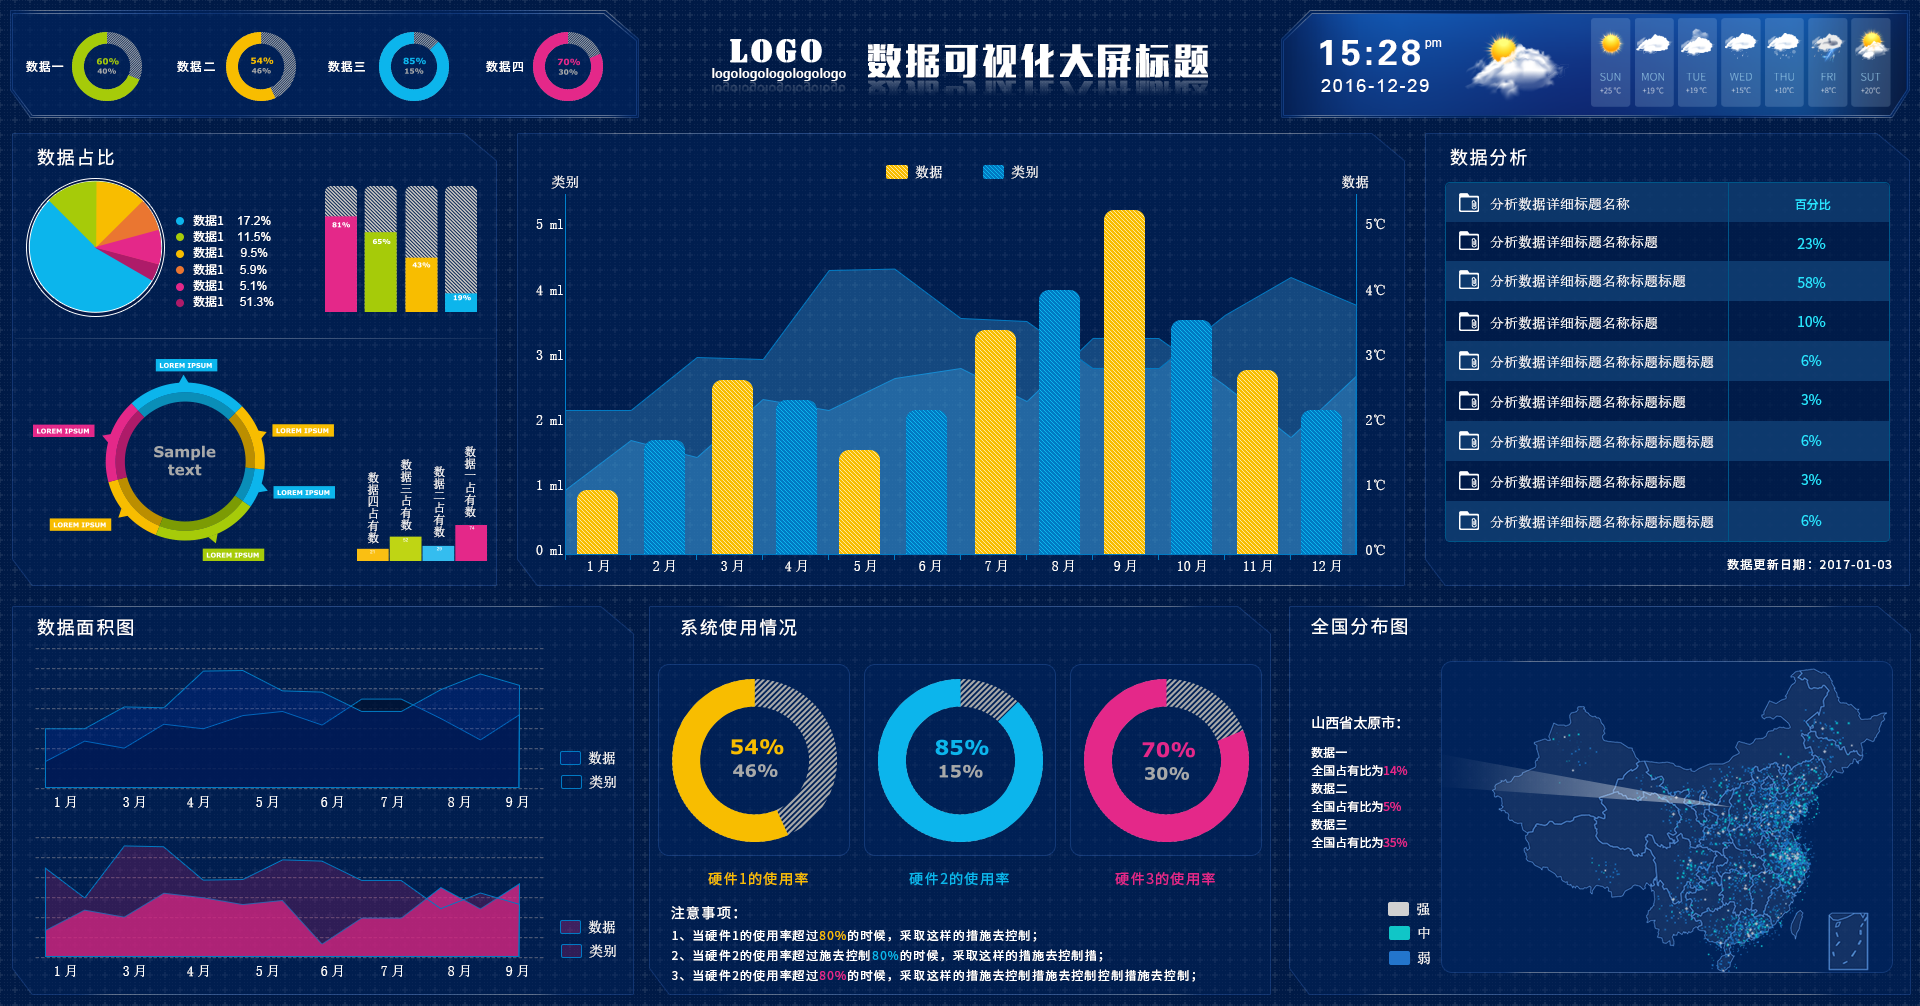 数据一
60%
40%
数据二
54%
46%
数据三
85%
15%
数据四
70%
30%
LOGO
logologologologologo
数据可视化大屏标题
15:28 pm
2016-12-29
SUN
+25℃
MON
+19℃
TUE
+19℃
WED
+15℃
THU
+10℃
FRI
+8℃
SUT
+20℃
数据占比
数据1 17.2%
数据1 11.5%
数据1 9.5%
数据1 5.9%
数据1 5.1%
数据1 51.3%
81%
65%
43%
19%
LOREM IPSUM
LOREM IPSUM
LOREM IPSUM
LOREM IPSUM
LOREM IPSUM
LOREM IPSUM
Sample
text
数据四占有数
数据三占有数
数据二占有数
数据一占有数
数据
类别
类别
数据
5 ml
4 ml
3 ml
2 ml
1 ml
0 ml
5℃
4℃
3℃
2℃
1℃
0℃
1 月
2 月
3 月
4 月
5 月
6 月
7 月
8 月
9 月
10 月
11 月
12 月
数据分析
分析数据详细标题名称 百分比
分析数据详细标题名称标题 23%
分析数据详细标题名称标题标题 58%
分析数据详细标题名称标题 10%
分析数据详细标题名称标题标题标题 6%
分析数据详细标题名称标题标题 3%
分析数据详细标题名称标题标题标题 6%
分析数据详细标题名称标题标题 3%
分析数据详细标题名称标题标题标题 6%
数据更新日期：2017-01-03
数据面积图
数据
类别
1 月
3 月
4 月
5 月
6 月
7 月
8 月
9 月
数据
类别
1 月
3 月
4 月
5 月
6 月
7 月
8 月
9 月
系统使用情况
54%
46%
85%
15%
70%
30%
硬件1的使用率
硬件2的使用率
硬件3的使用率
注意事项：
1、当硬件1的使用率超过80%的时候，采取这样的措施去控制；
2、当硬件2的使用率超过施去控制80%的时候，采取这样的措施去控制措；
3、当硬件2的使用率超过80%的时候，采取这样的措施去控制措施去控制控制措施去控制；
全国分布图
山西省太原市：
数据一
全国占有比为14%
数据二
全国占有比为5%
数据三
全国占有比为35%
强
中
弱